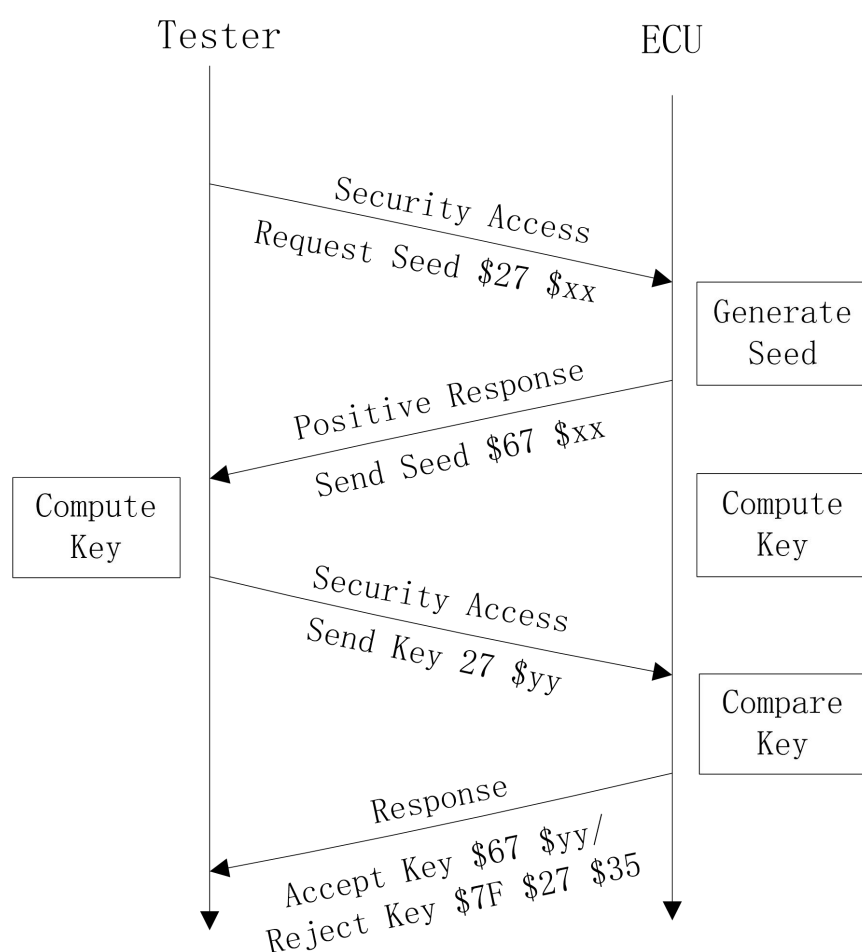 Tester
ECU
Security Access
Request Seed $27 $xx
Generate
Seed
Positive Response
Send Seed $67 $xx
Compute
Key
Compute
Key
Security Access
Send Key 27 $yy
Compare
Key
Response
Accept Key $67 $yy/
Reject Key $7F $27 $35